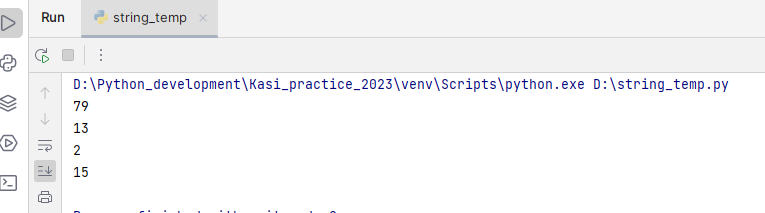 Run
string_temp
D:\Python_development\Kasi_practice_2023\venv\Scripts\python.exe D:\string_temp.py
79
13
2
15